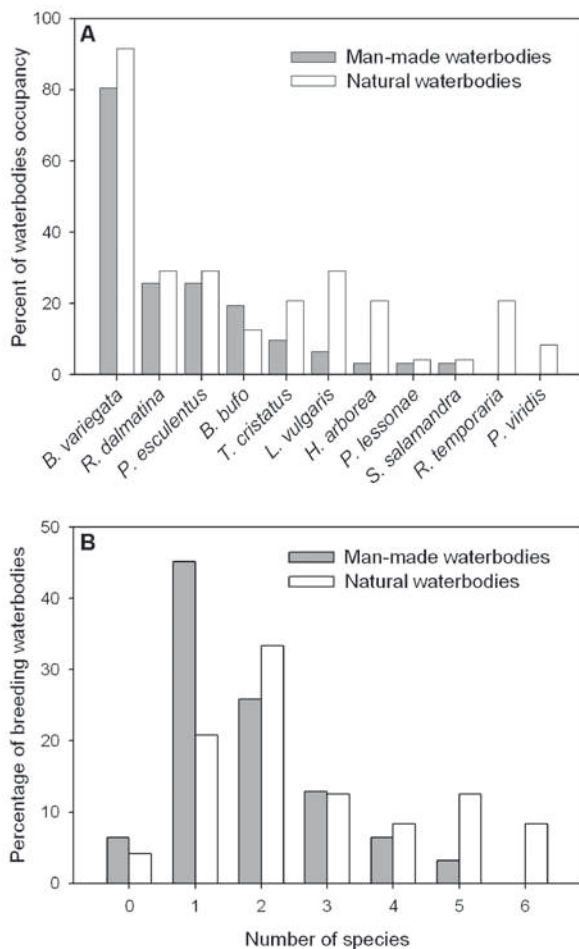 A
Man-made waterbodies
Natural waterbodies
Percent of waterbodies occupancy
100
80
60
40
20
0
B. variegata
R. dalmatina
P. esculentus
B. bufo
T. cristatus
L. vulgaris
H. arborea
P. lessonae
S. salamandra
R. temporaria
P. viridis
B
Man-made waterbodies
Natural waterbodies
Percentage of breeding waterbodies
50
40
30
20
10
0
0 1 2 3 4 5 6
Number of species